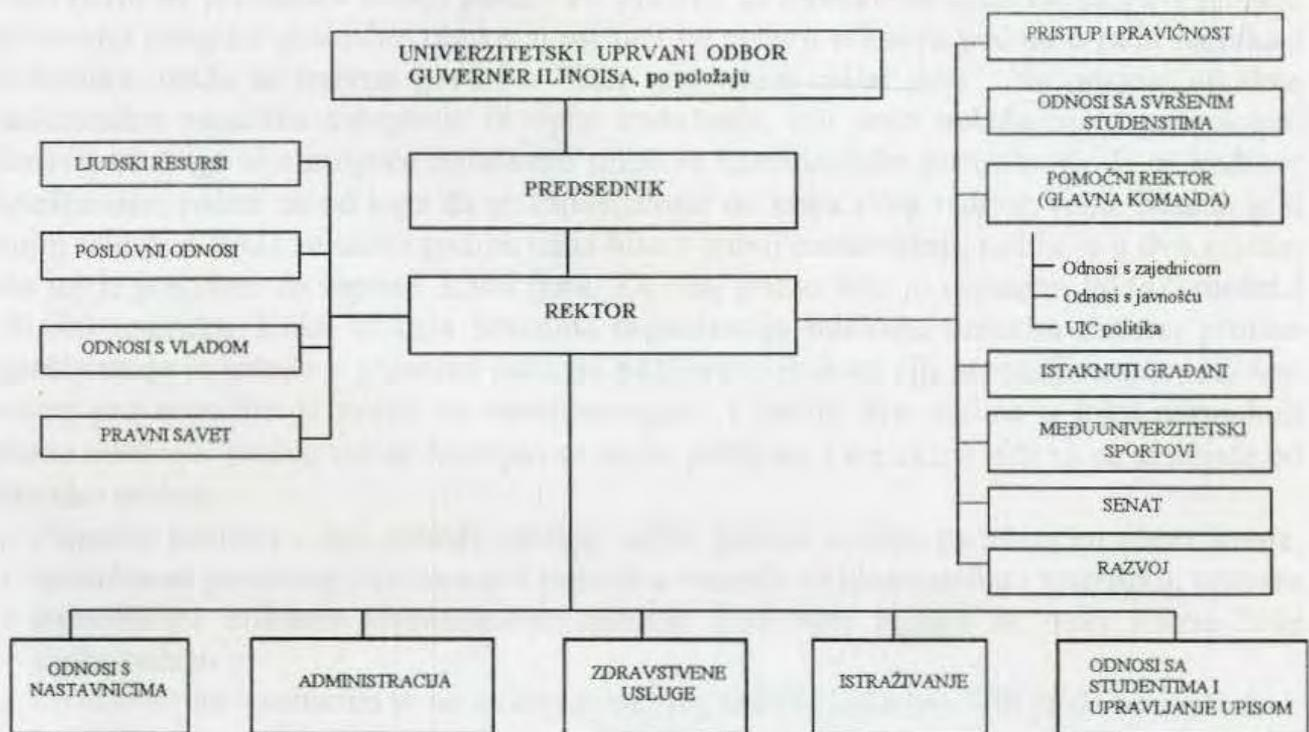 UNIVERZITETSKI UPRVANI ODBOR
GUVERNER ILINOISA, po položaju
PREDSEDNIK
REKTOR
LJUDSKI RESURSI
POSLOVNI ODNOSI
ODNOSI S VLADOM
PRAVNI SAVET
PRISTUP I PRAVIČNOST
ODNOSI SA SVRŠENIM
STUDENSTIMA
POMOĆNI REKTOR
(GLAVNA KOMANDA)
Odnosi s zajednicom
Odnosi s javnošću
UIC politika
ISTAKNUTI GRAĐANI
MEĐUUNIVERZITETSKI
SPORTOVI
SENAT
RAZVOJ
ODNOSI S
NASTAVNICIMA
ADMINISTRACIJA
ZDRAVSTVENE
USLUGE
ISTRAŽIVANJE
ODNOSI SA
STUDENTIMA I
UPRAVLJANJE UPISOM